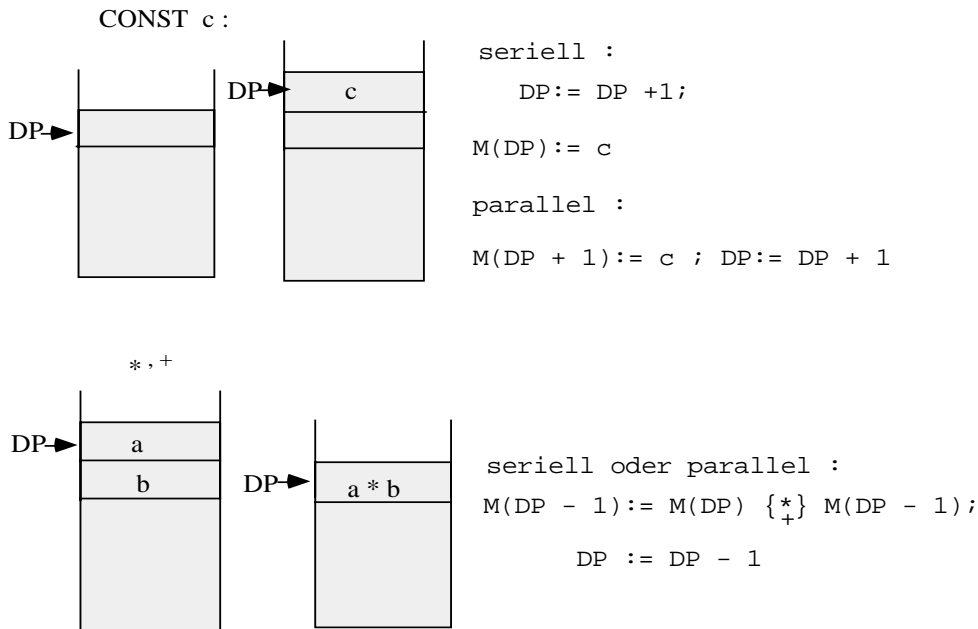 CONST c :
DP
DP
c
seriell :
DP:= DP +1;
M(DP):= c
parallel :
M(DP + 1):= c ; DP:= DP + 1
* , +
DP
a
b
DP
a * b
seriell oder parallel :
M(DP - 1):= M(DP) {*+} M(DP - 1);
DP := DP - 1